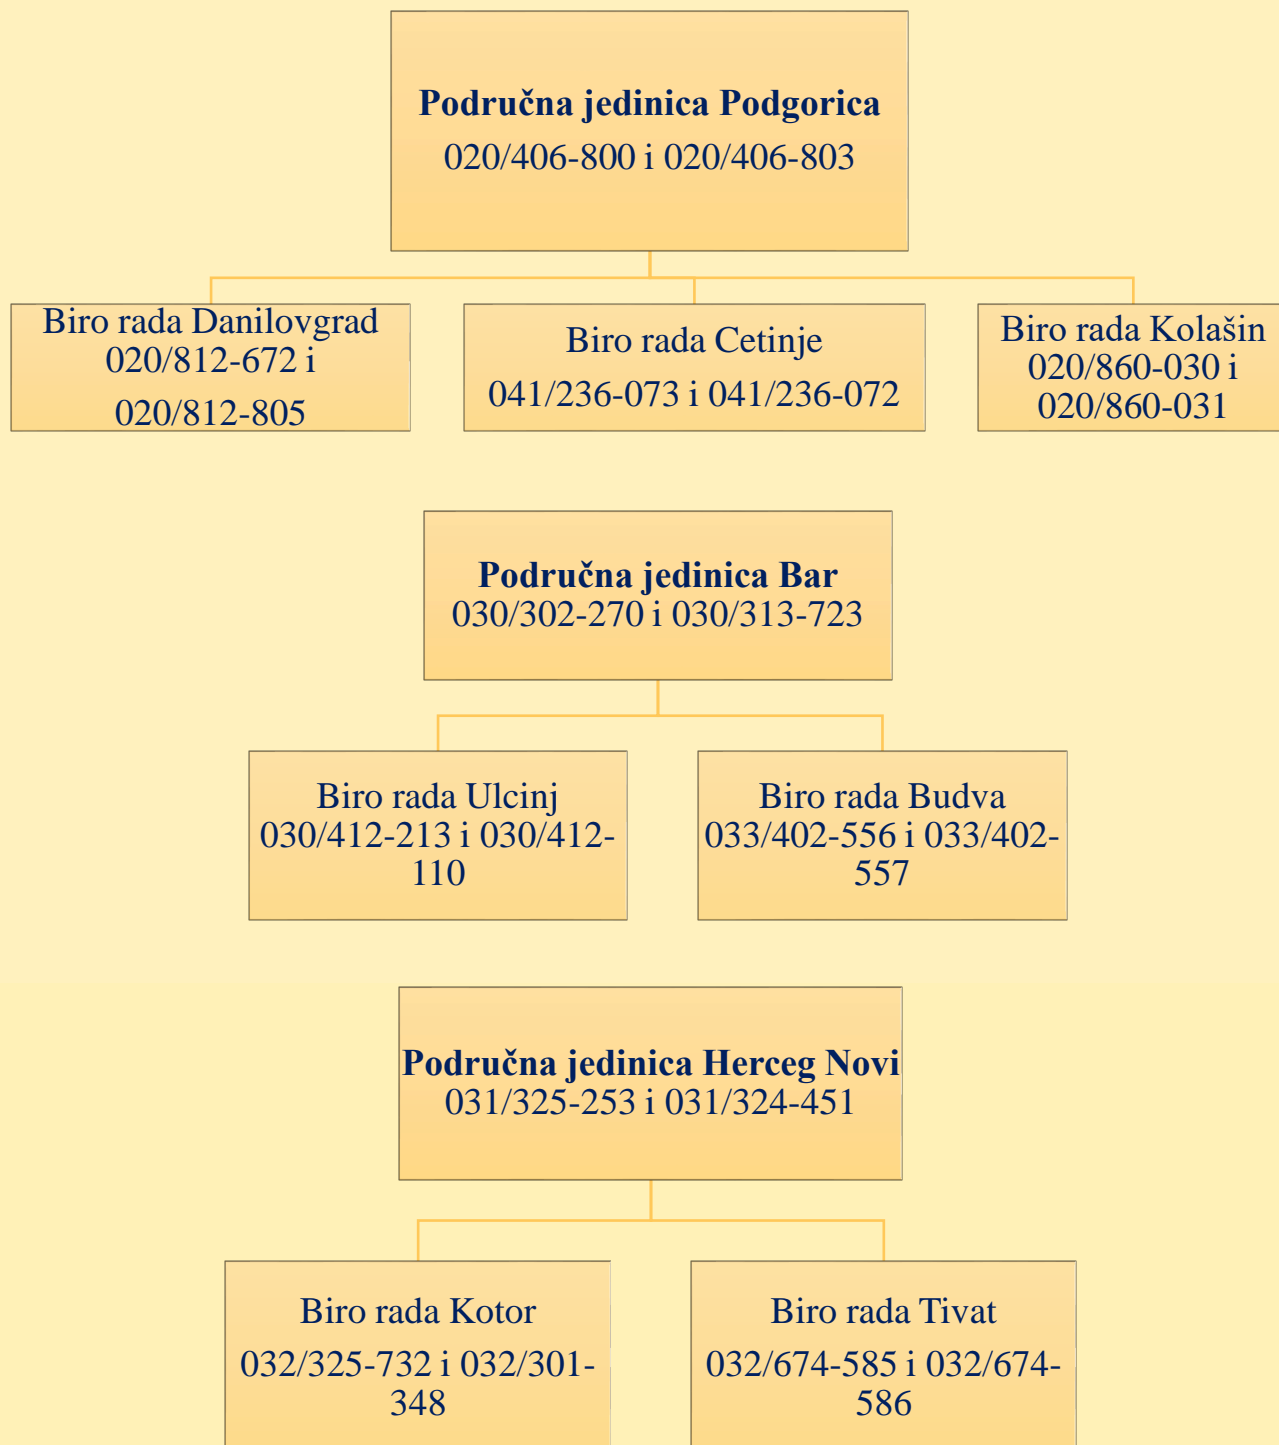 Područna jedinica Podgorica
020/406-800 i 020/406-803
Biro rada Danilovgrad
020/812-672 i
020/812-805
Biro rada Cetinje
041/236-073 i 041/236-072
Biro rada Kolašin
020/860-030 i
020/860-031
Područna jedinica Bar
030/302-270 i 030/313-723
Biro rada Ulcinj
030/412-213 i 030/412-
110
Biro rada Budva
033/402-556 i 033/402-
557
Područna jedinica Herceg Novi
031/325-253 i 031/324-451
Biro rada Kotor
032/325-732 i 032/301-
348
Biro rada Tivat
032/674-585 i 032/674-
586